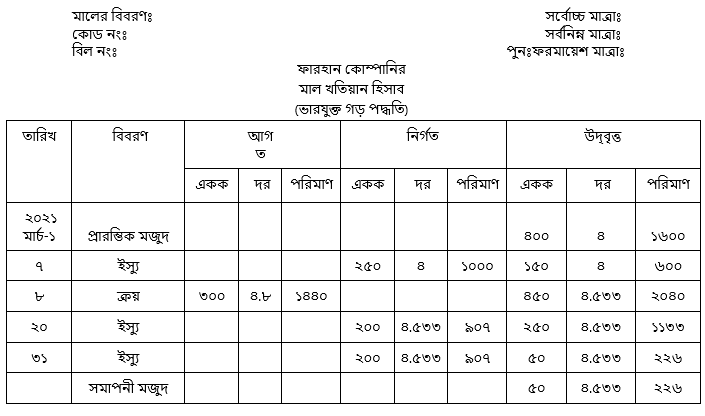 মালের বিবরণঃ সর্বোচ্চ মাত্রাঃ
কোড নংঃ সর্বনিম্ন মাত্রাঃ
বিল নংঃ পুনঃফরমায়েশ মাত্রাঃ
ফারহান কোম্পানির
মাল খতিয়ান হিসাব
(ভারযুক্ত গড় পদ্ধতি)
তারিখ বিবরণ আগ নির্গত উদ্বৃত্ত
ত
একক দর পরিমাণ একক দর পরিমাণ একক দর পরিমাণ
২০২১
মার্চ-১ প্রারম্ভিক মজুদ ৪০০ ৪ ১৬০০
৭ ইস্যু ২৫০ ৪ ১০০০ ১৫০ ৪ ৬০০
৮ ক্রয় ৩০০ ৪.৮ ১৪৪০ ৪৫০ ৪.৫৩৩ ২০৪০
২০ ইস্যু ২০০ ৪.৫৩৩ ৯০৭ ২৫০ ৪.৫৩৩ ১১৩৩
৩১ ইস্যু ২০০ ৪.৫৩৩ ৯০৭ ৫০ ৪.৫৩৩ ২২৬
সমাপনী মজুদ ৫০ ৪.৫৩৩ ২২৬